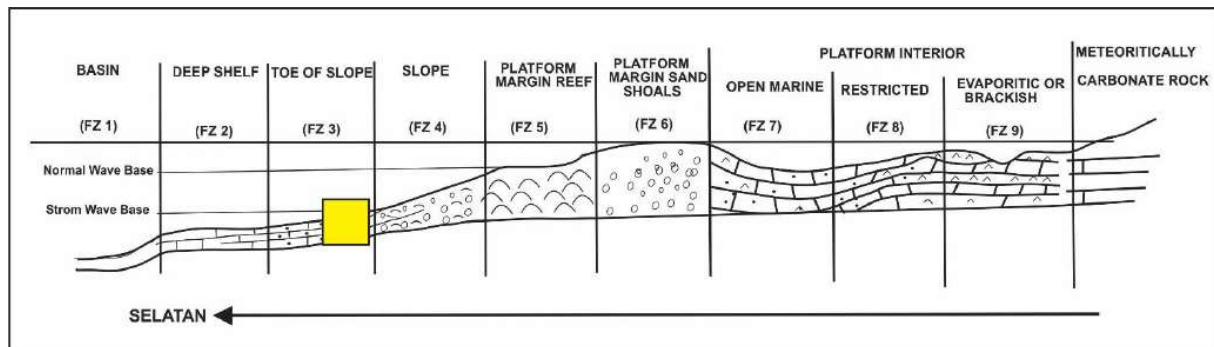 BASIN
(FZ 1)
DEEP SHELF
(FZ 2)
TOE OF SLOPE
(FZ 3)
SLOPE
(FZ 4)
PLATFORM
MARGIN REEF
(FZ 5)
PLATFORM
MARGIN SAND
SHOALS
(FZ 6)
PLATFORM INTERIOR
OPEN MARINE
(FZ 7)
RESTRICTED
(FZ 8)
EVAPORITIC OR
BRACKISH
(FZ 9)
METEORITICALLY
CARBONATE ROCK
Normal Wave Base
Strom Wave Base
SELATAN